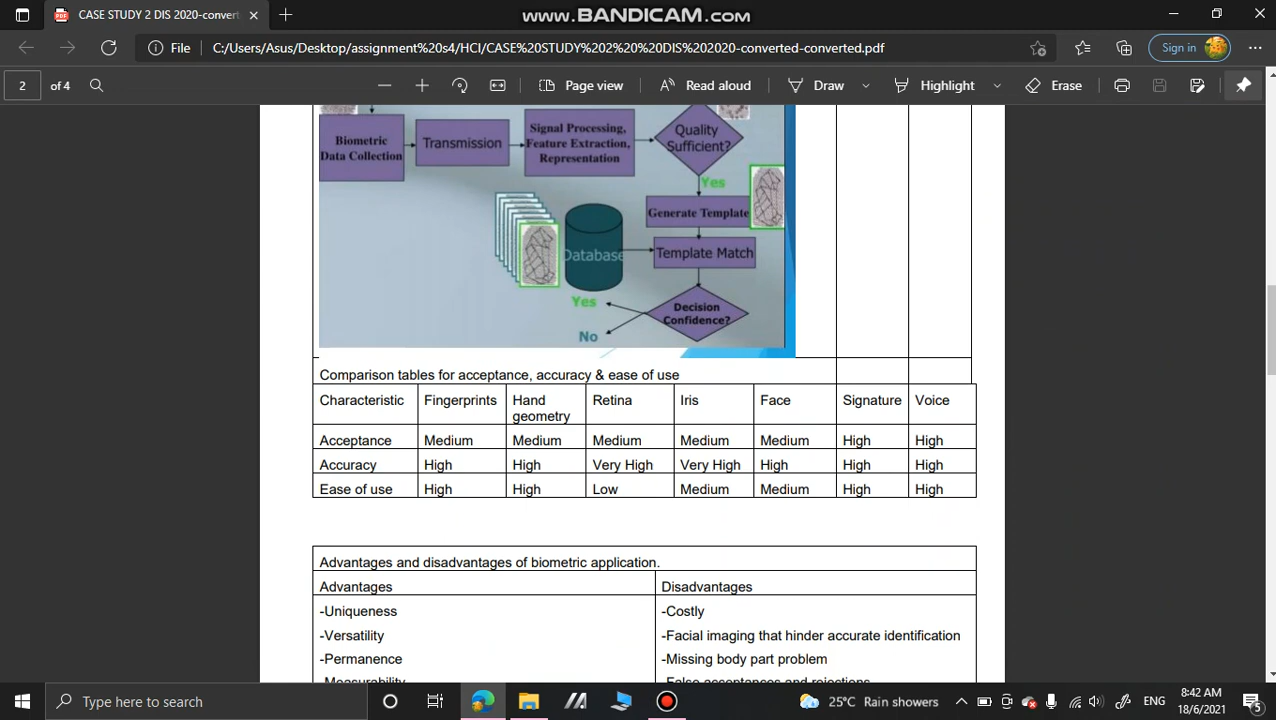 CASE STUDY 2 DIS 2020-convert
www.BANDICAM.com
File
C:/Users/Asus/Desktop/assignment%20s4/HCI/CASE%20STUDY%202%20%20DIS%202020-converted-converted.pdf
Sign in
2 of 4
Page view
Read aloud
Draw
Highlight
Erase
Biometric
Data Collection
Transmission
Signal Processing,
Feature Extraction,
Representation
Quality
Sufficient?
Yes
Generate Template
Database
Template Match
Yes
Decision
Confidence?
No
Comparison tables for acceptance, accuracy & ease of use
Characteristic Fingerprints Hand geometry Retina Iris Face Signature Voice
Acceptance Medium Medium Medium Medium Medium High High
Accuracy High High Very High Very High High High High
Ease of use High High Low Medium Medium High High
Advantages and disadvantages of biometric application.
Advantages Disadvantages
-Uniqueness -Costly
-Versatility -Facial imaging that hinder accurate identification
-Permanence -Missing body part problem
-Measurability -False acceptances and rejections
Type here to search
25°C Rain showers
ENG
8:42 AM
18/6/2021
5